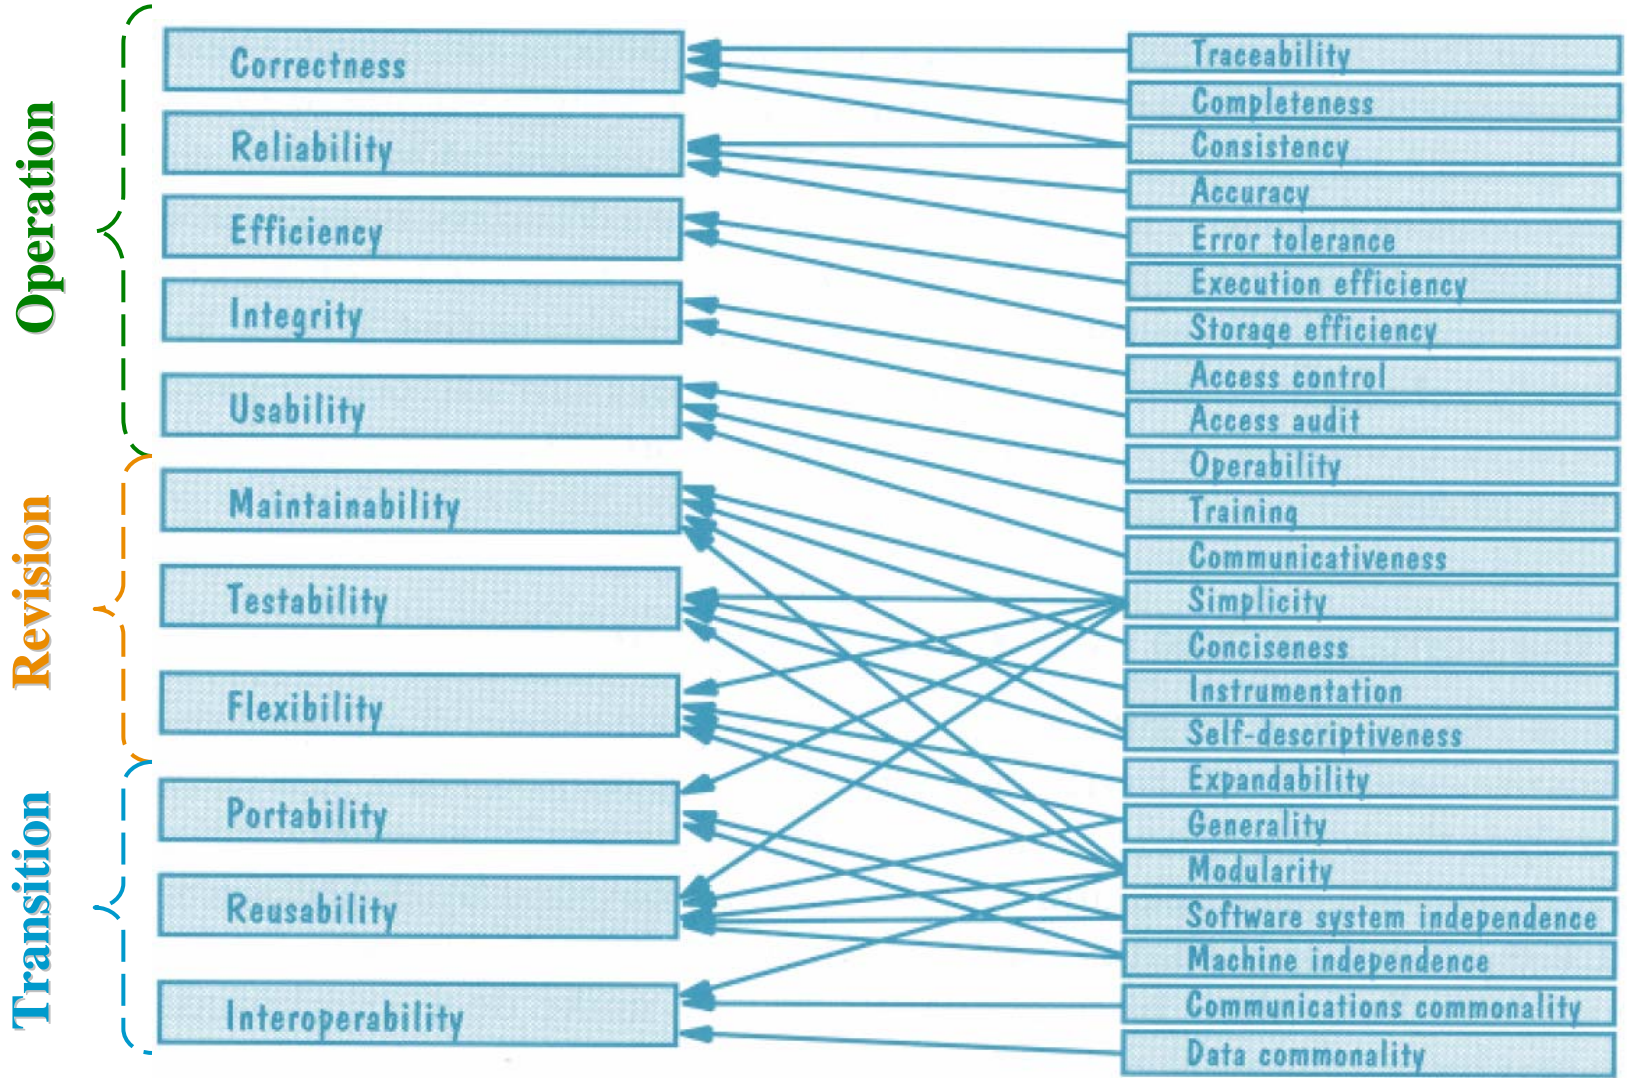 Operation
Correctness
Reliability
Efficiency
Integrity
Usability
Revision
Maintainability
Testability
Flexibility
Transition
Portability
Reusability
Interoperability
Traceability
Completeness
Consistency
Accuracy
Error tolerance
Execution efficiency
Storage efficiency
Access control
Access audit
Operability
Training
Communicativeness
Simplicity
Conciseness
Instrumentation
Self-descriptiveness
Expandability
Generality
Modularity
Software system independence
Machine independence
Communications commonality
Data commonality